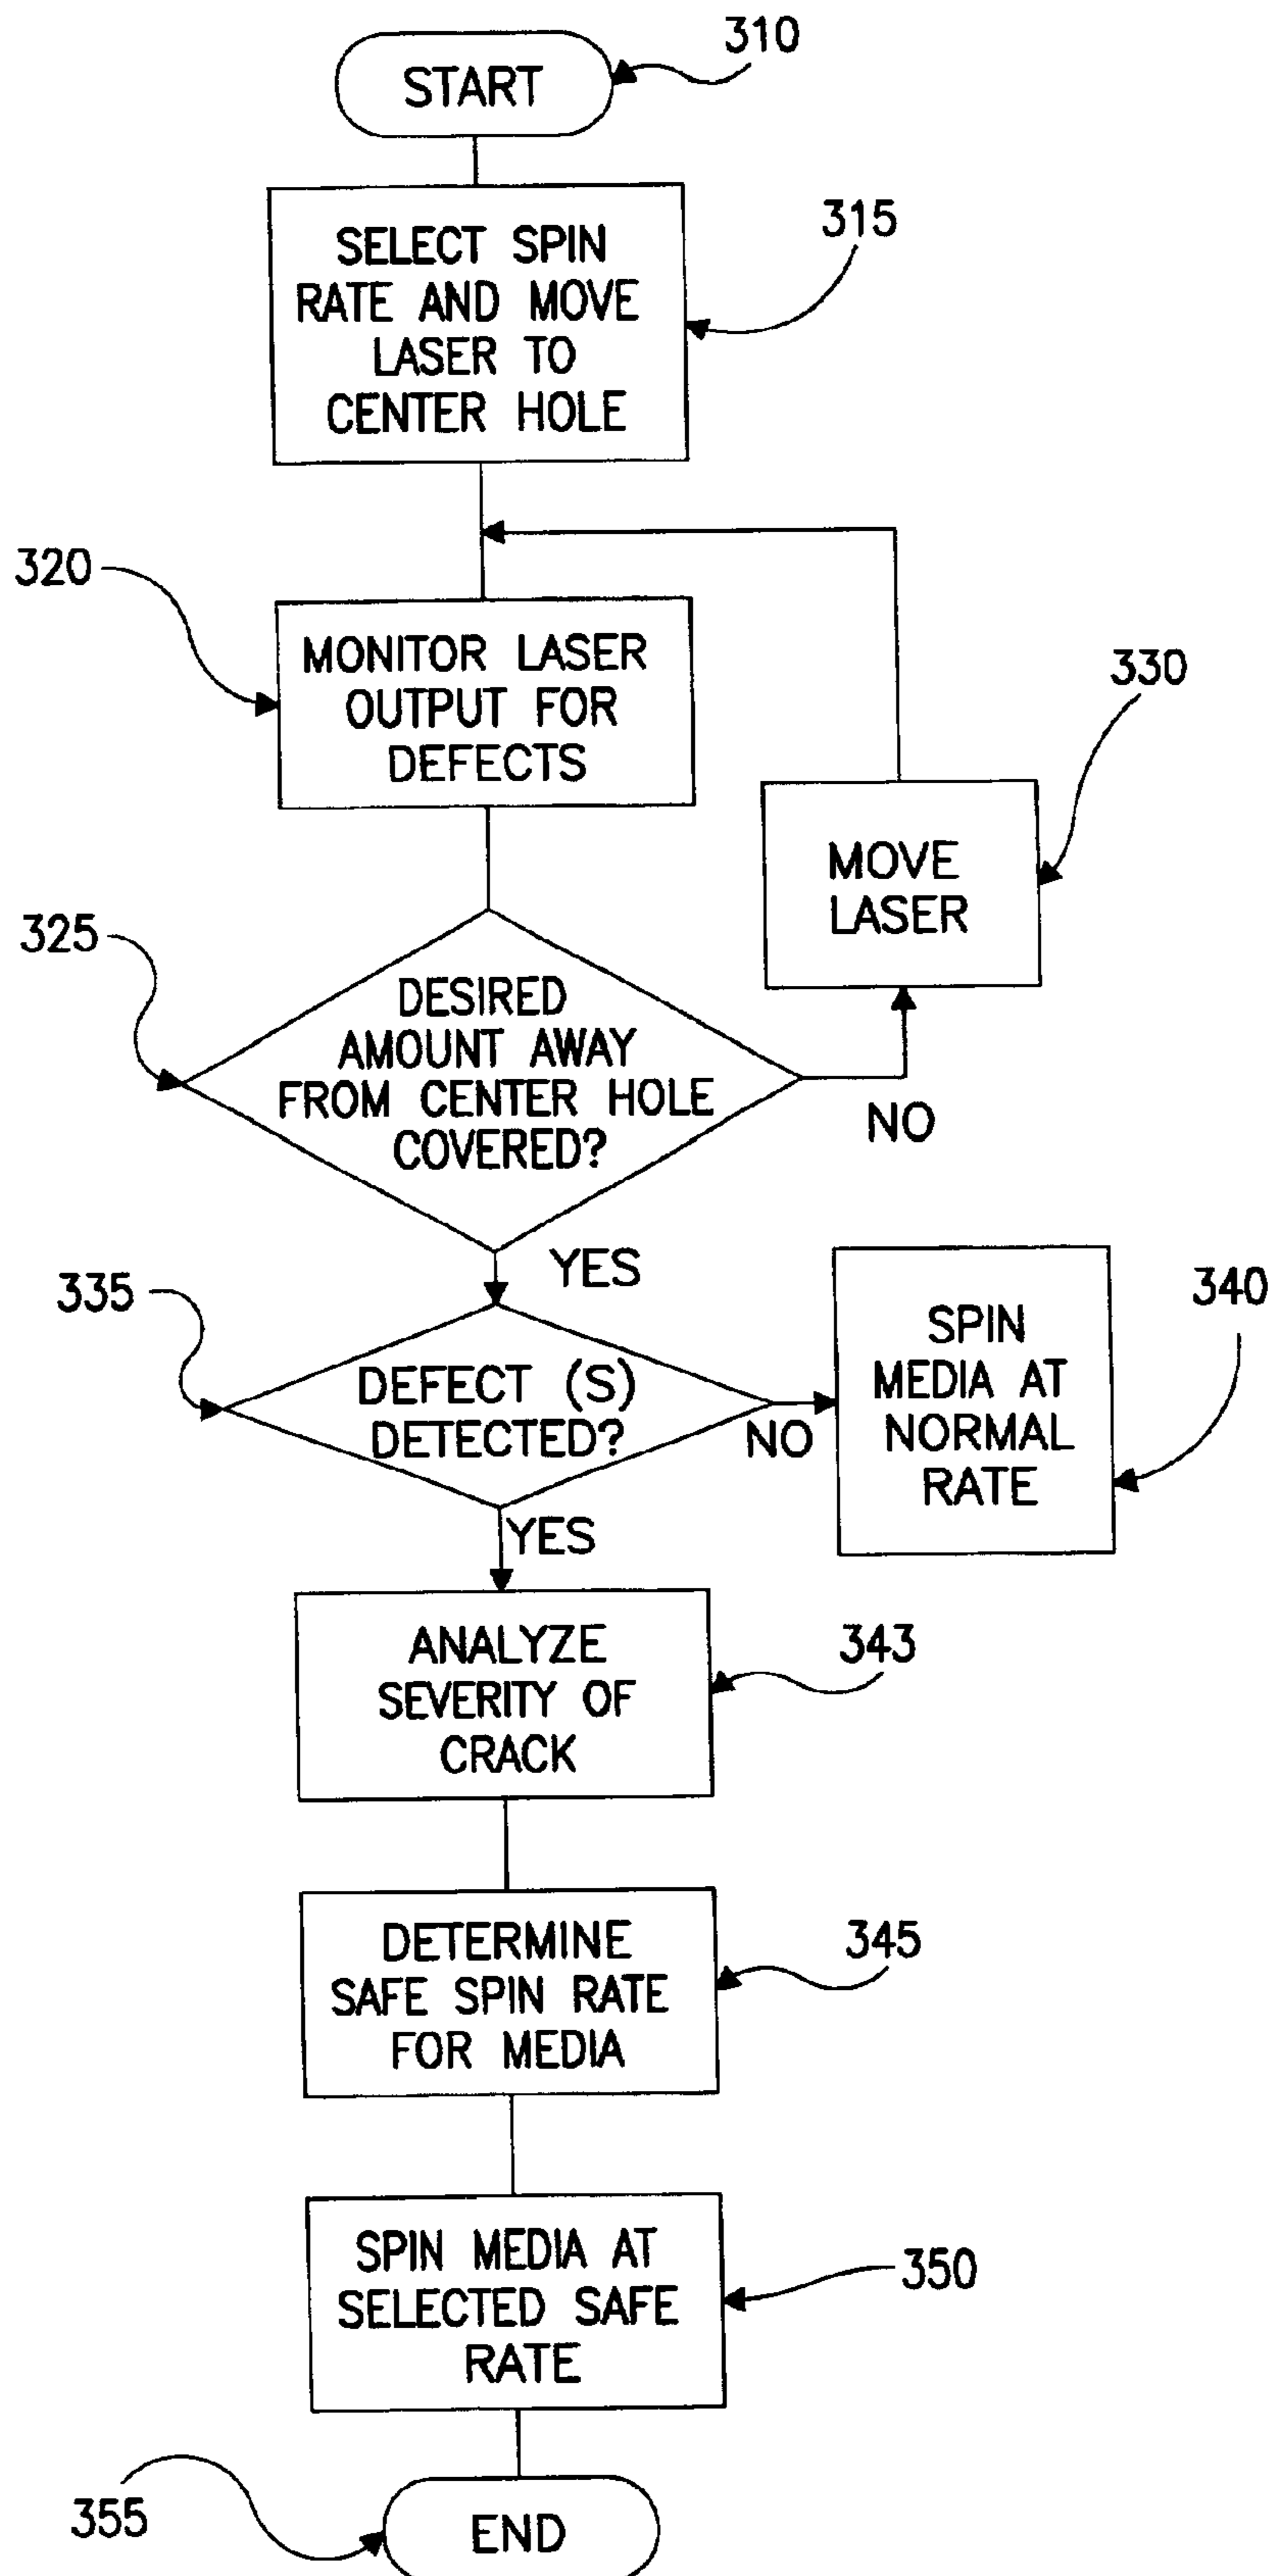 310
START
315
SELECT SPIN
RATE AND MOVE
LASER TO
CENTER HOLE
320
MONITOR LASER
OUTPUT FOR
DEFECTS
330
MOVE
LASER
325
DESIRED
AMOUNT AWAY
FROM CENTER HOLE
COVERED?
NO
YES
335
DEFECT (S)
DETECTED?
NO
340
SPIN
MEDIA AT
NORMAL
RATE
YES
343
ANALYZE
SEVERITY OF
CRACK
345
DETERMINE
SAFE SPIN RATE
FOR MEDIA
350
SPIN MEDIA AT
SELECTED SAFE
RATE
355
END